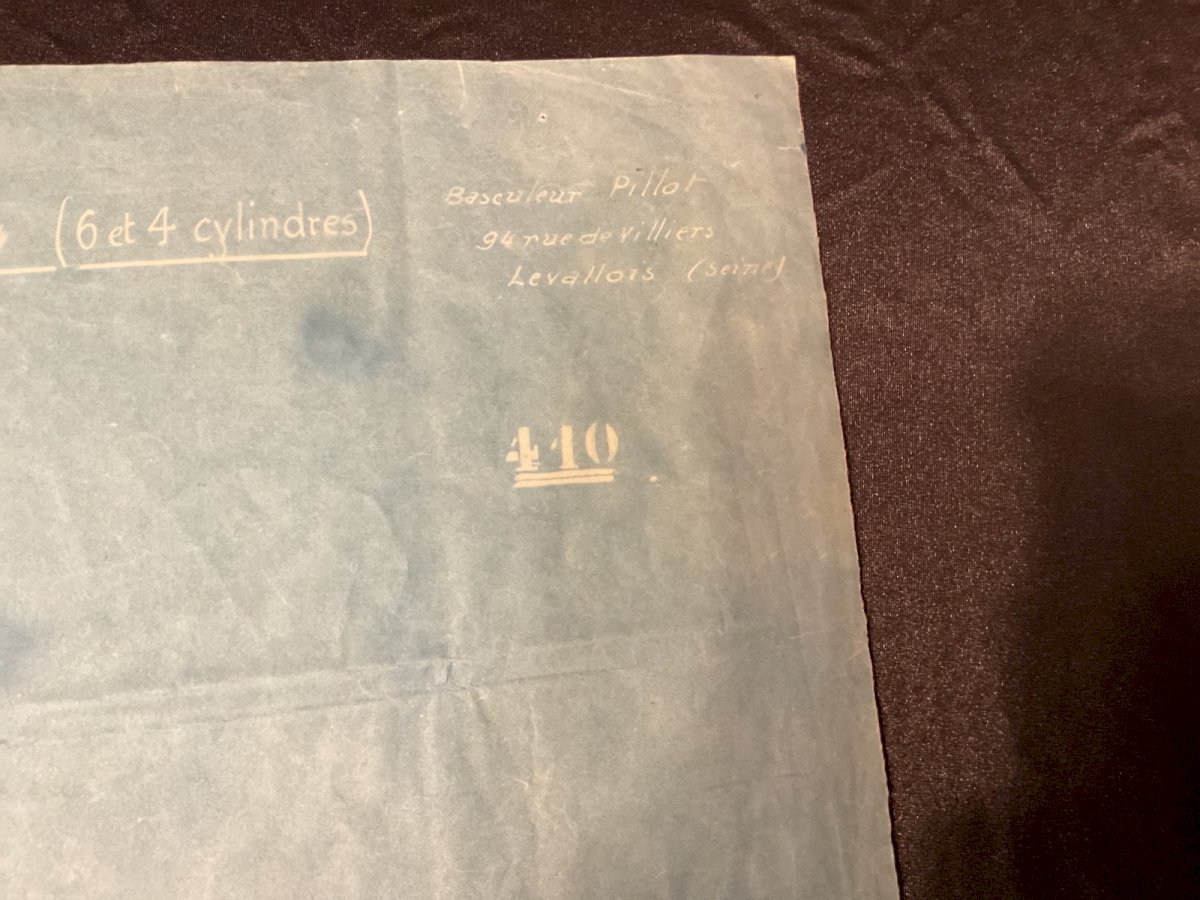 (6 et 4 cylindres)
Basculeur Pillot
94 rue de villiers
Levallois (Seine)
410